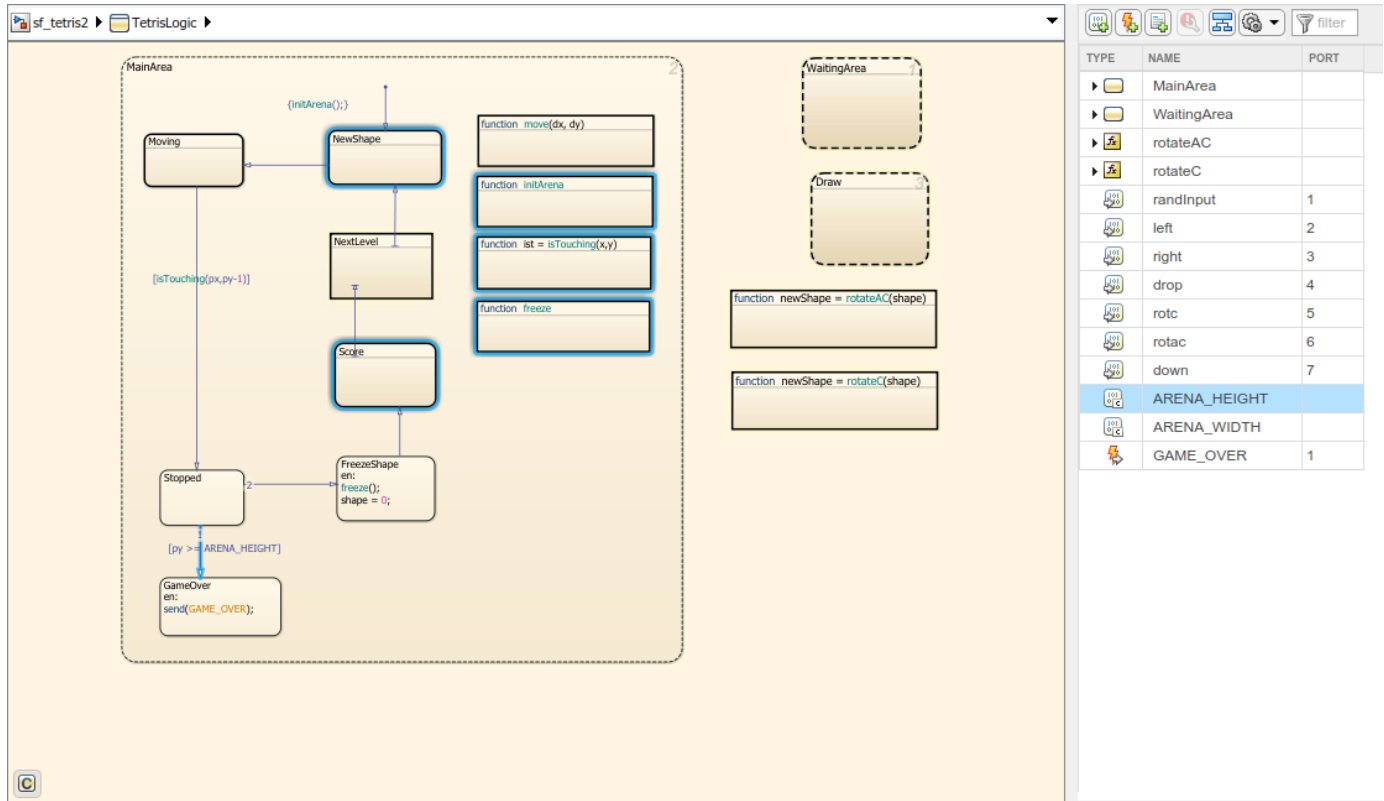 sf_tetris2 TetrisLogic
MainArea 2
{initArena();}
Moving
NewShape
function move(dx, dy)
function initArena
NextLevel
function ist = isTouching(x,y)
[isTouching(px,py-1)]
function freeze
Score
Stopped
2
FreezeShape
en:
freeze();
shape = 0;
1
[py >= ARENA_HEIGHT]
GameOver
en:
send(GAME_OVER);
WaitingArea 1
Draw 3
function newShape = rotateAC(shape)
function newShape = rotateC(shape)
C
filter
TYPE NAME PORT
MainArea
WaitingArea
fx rotateAC
fx rotateC
randInput 1
left 2
right 3
drop 4
rotc 5
rotac 6
down 7
ARENA_HEIGHT
ARENA_WIDTH
GAME_OVER 1